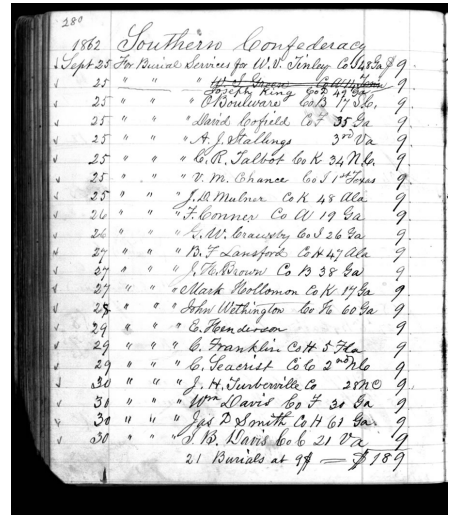 280
1862 Southern Confederacy
Sept 25 For Burial Services for W. V. Tinley Co I 48 Ga $ 9
W. S. Greene Co A 14 Tenn
25 " " " Joseph King Co B 49 Ga 9
25 " " " O Bouleware Co B 17 S.C. 9
25 " " " David Cofield Co F 35 Ga 9
25 " " " A. J. Stallings 3rd Va 9
25 " " " C. R. Talbot Co K 34 N.C. 9
25 " " " V. M. Chance Co I 1st Texas 9
25 " " " J. D. Mulner Co K 48 Ala 9
26 " " " F. Conner Co A 19 Ga 9
26 " " " G. W. Co I 26 Ga 9
27 " " " B. F. Lansford Co H 47 Ala 9
27 " " " J. H. Brown Co B 38 Ga 9
27 " " " Mark Hollomon Co K 17 Ga 9
28 " " " John Wethington Co H 60 Ga 9
29 " " " E. Henderson 9
29 " " " C. Franklin Co H 5 Fla 9
29 " " " C. Seacrist Co C 2nd N.C 9
30 " " " J. H. Turberville Co 28 NC 9
30 " " " Wm Davis Co F 31 Ga 9
30 " " " Jas D Smith Co H 61 Ga 9
30 " " " J. B. Davis Co C 21 Va 9
21 Burials at 9$ — $189